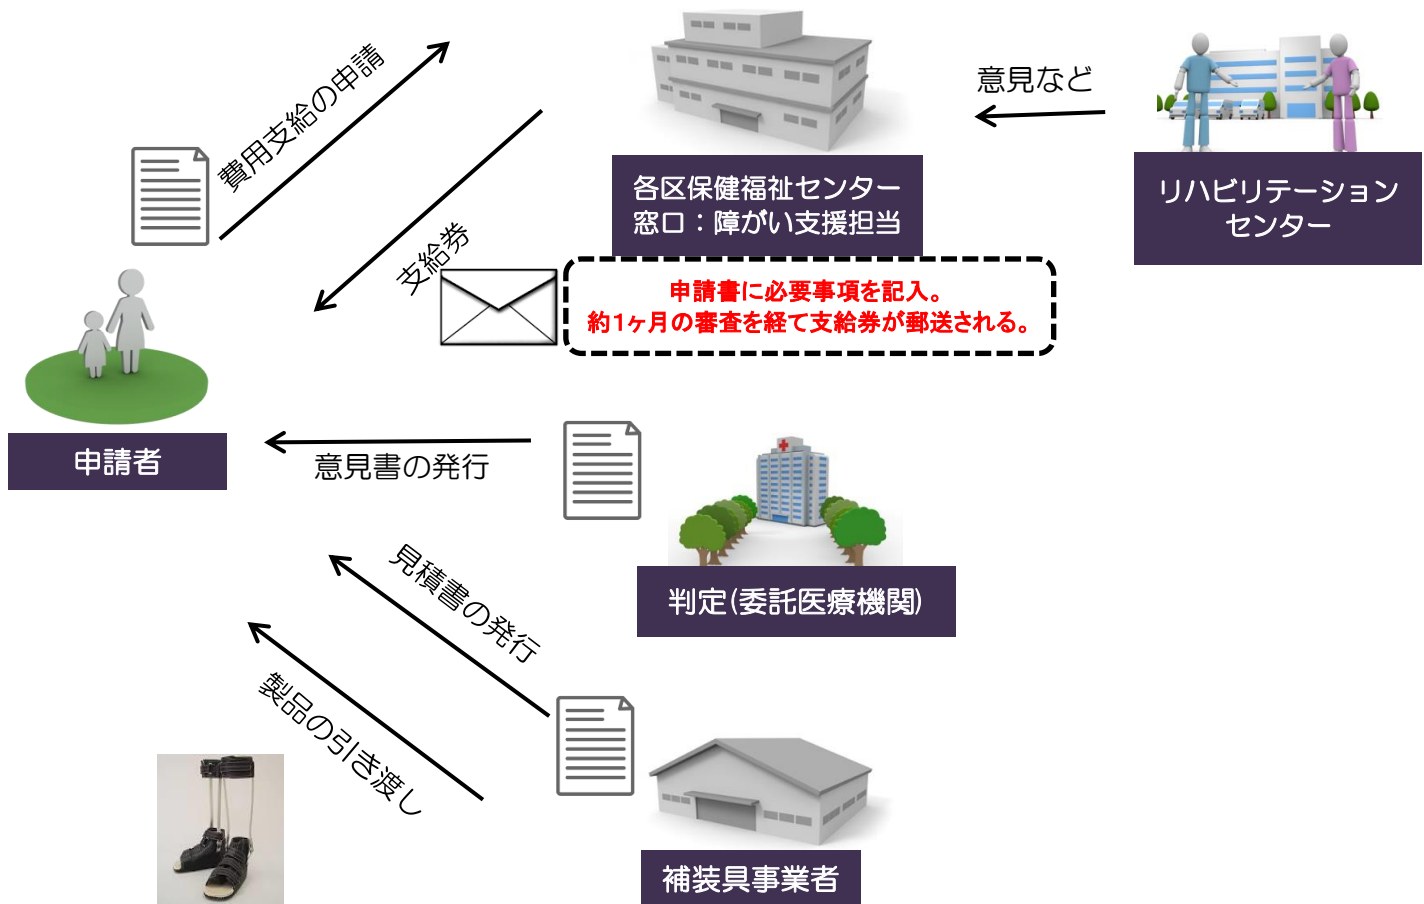 費用支給の申請
意見など
各区保健福祉センター
窓口：障がい支援担当
リハビリテーション
センター
支給券
申請書に必要事項を記入。
約1ヶ月の審査を経て支給券が郵送される。
申請者
意見書の発行
判定(委託医療機関)
見積書の発行
製品の引き渡し
補装具事業者